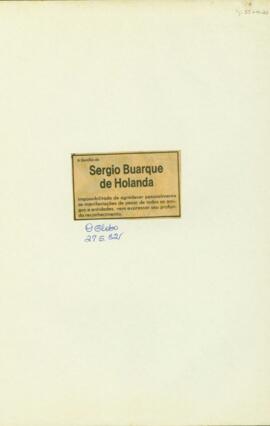 A família de
Sergio Buarque
de Holanda
impossibilitada de agradecer pessoalmente
as manifestações de pesar de todos os ami-
gos e entidades, vem expressar seu profun-
do reconhecimento.
O Globo
27.5.82